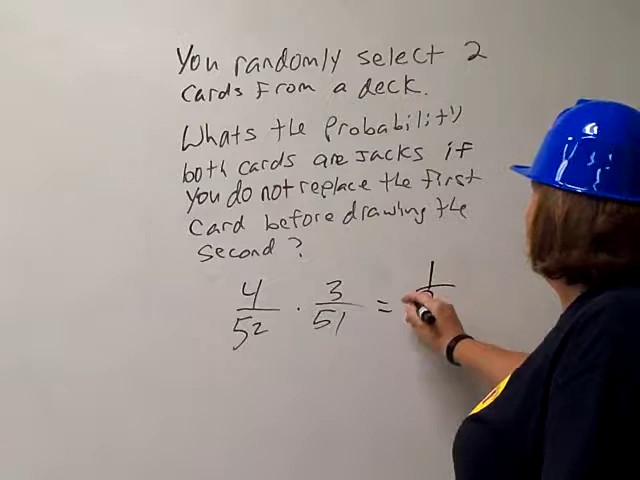 You randomly select 2
cards From a deck.
Whats the Probability
both cards are Jacks if
you do not replace the first
card before drawing the
second?
4/52 · 3/51 = 1/